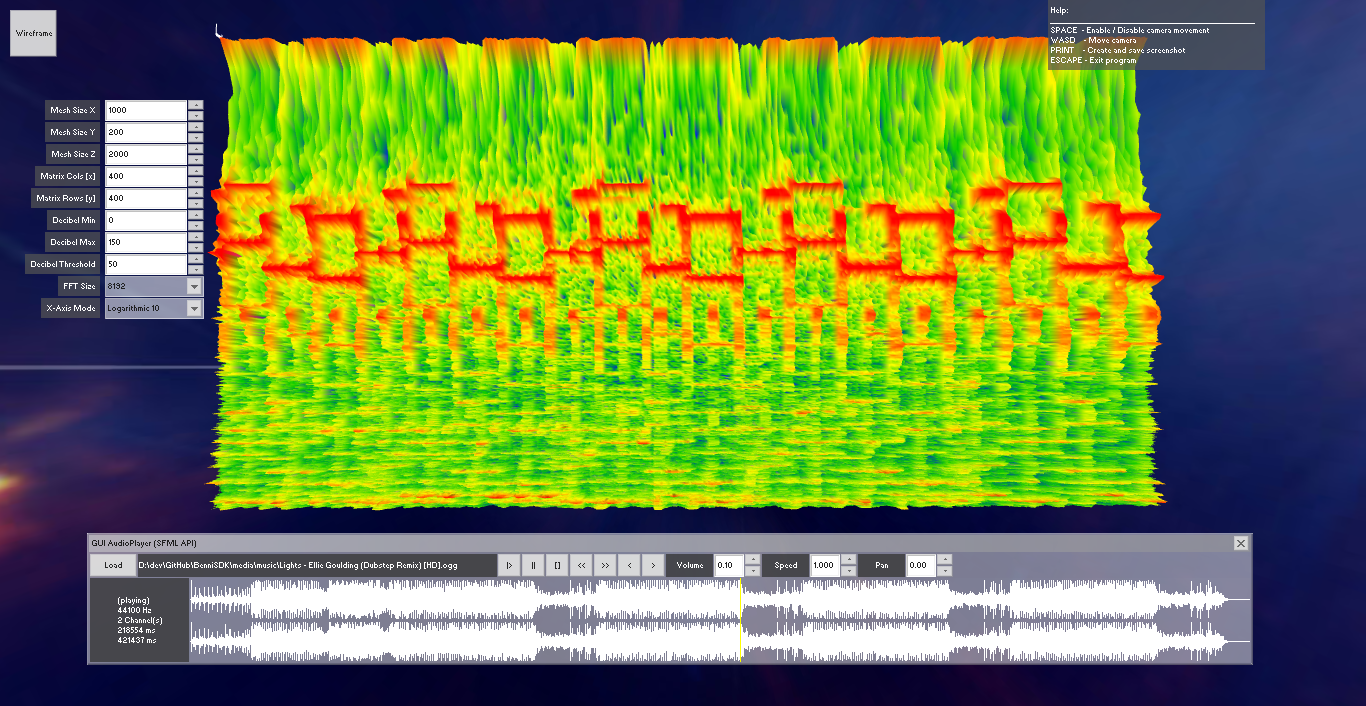 Wireframe
Help:
SPACE - Enable / Disable camera movement
WASD - Move camera
PRINT - Create and save screenshot
ESCAPE - Exit program
Mesh Size X 1000
Mesh Size Y 200
Mesh Size Z 2000
Matrix Cols [x] 400
Matrix Rows [y] 400
Decibel Min 0
Decibel Max 150
Decibel Threshold 50
FFT Size 8192
X-Axis Mode Logarithmic 10
GUI AudioPlayer (SFML API)
Load D:\dev\GitHub\BenniSDK\media\music\Lights - Ellie Goulding (Dubstep Remix) [HD].ogg |> || [] << >> < > Volume 0.10 Speed 1.000 Pan 0.00
(playing)
44100 Hz
2 Channel(s)
218554 ms
421437 ms